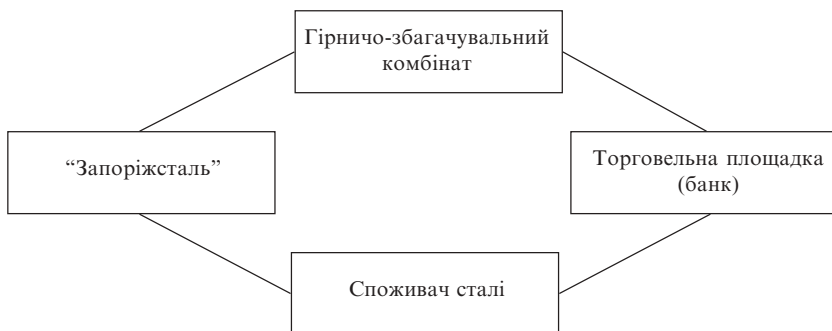 Гірничо-збагачувальний
комбінат
“Запоріжсталь”
Торговельна площадка
(банк)
Споживач сталі